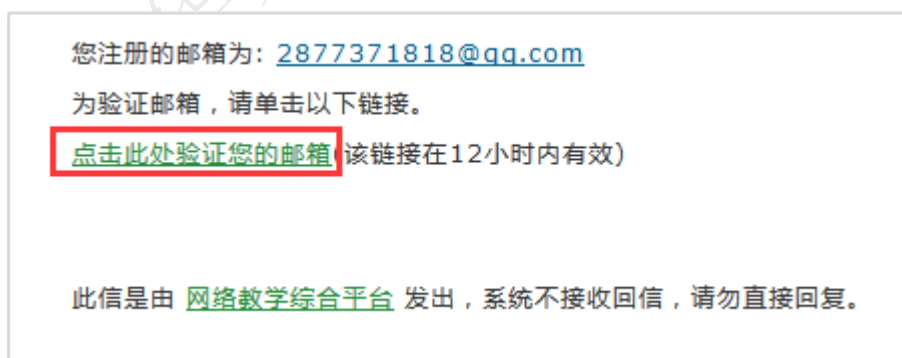 您注册的邮箱为: 2877371818@qq.com
为验证邮箱，请单击以下链接。
点击此处验证您的邮箱(该链接在12小时内有效)
此信是由 网络教学综合平台 发出，系统不接收回信，请勿直接回复。